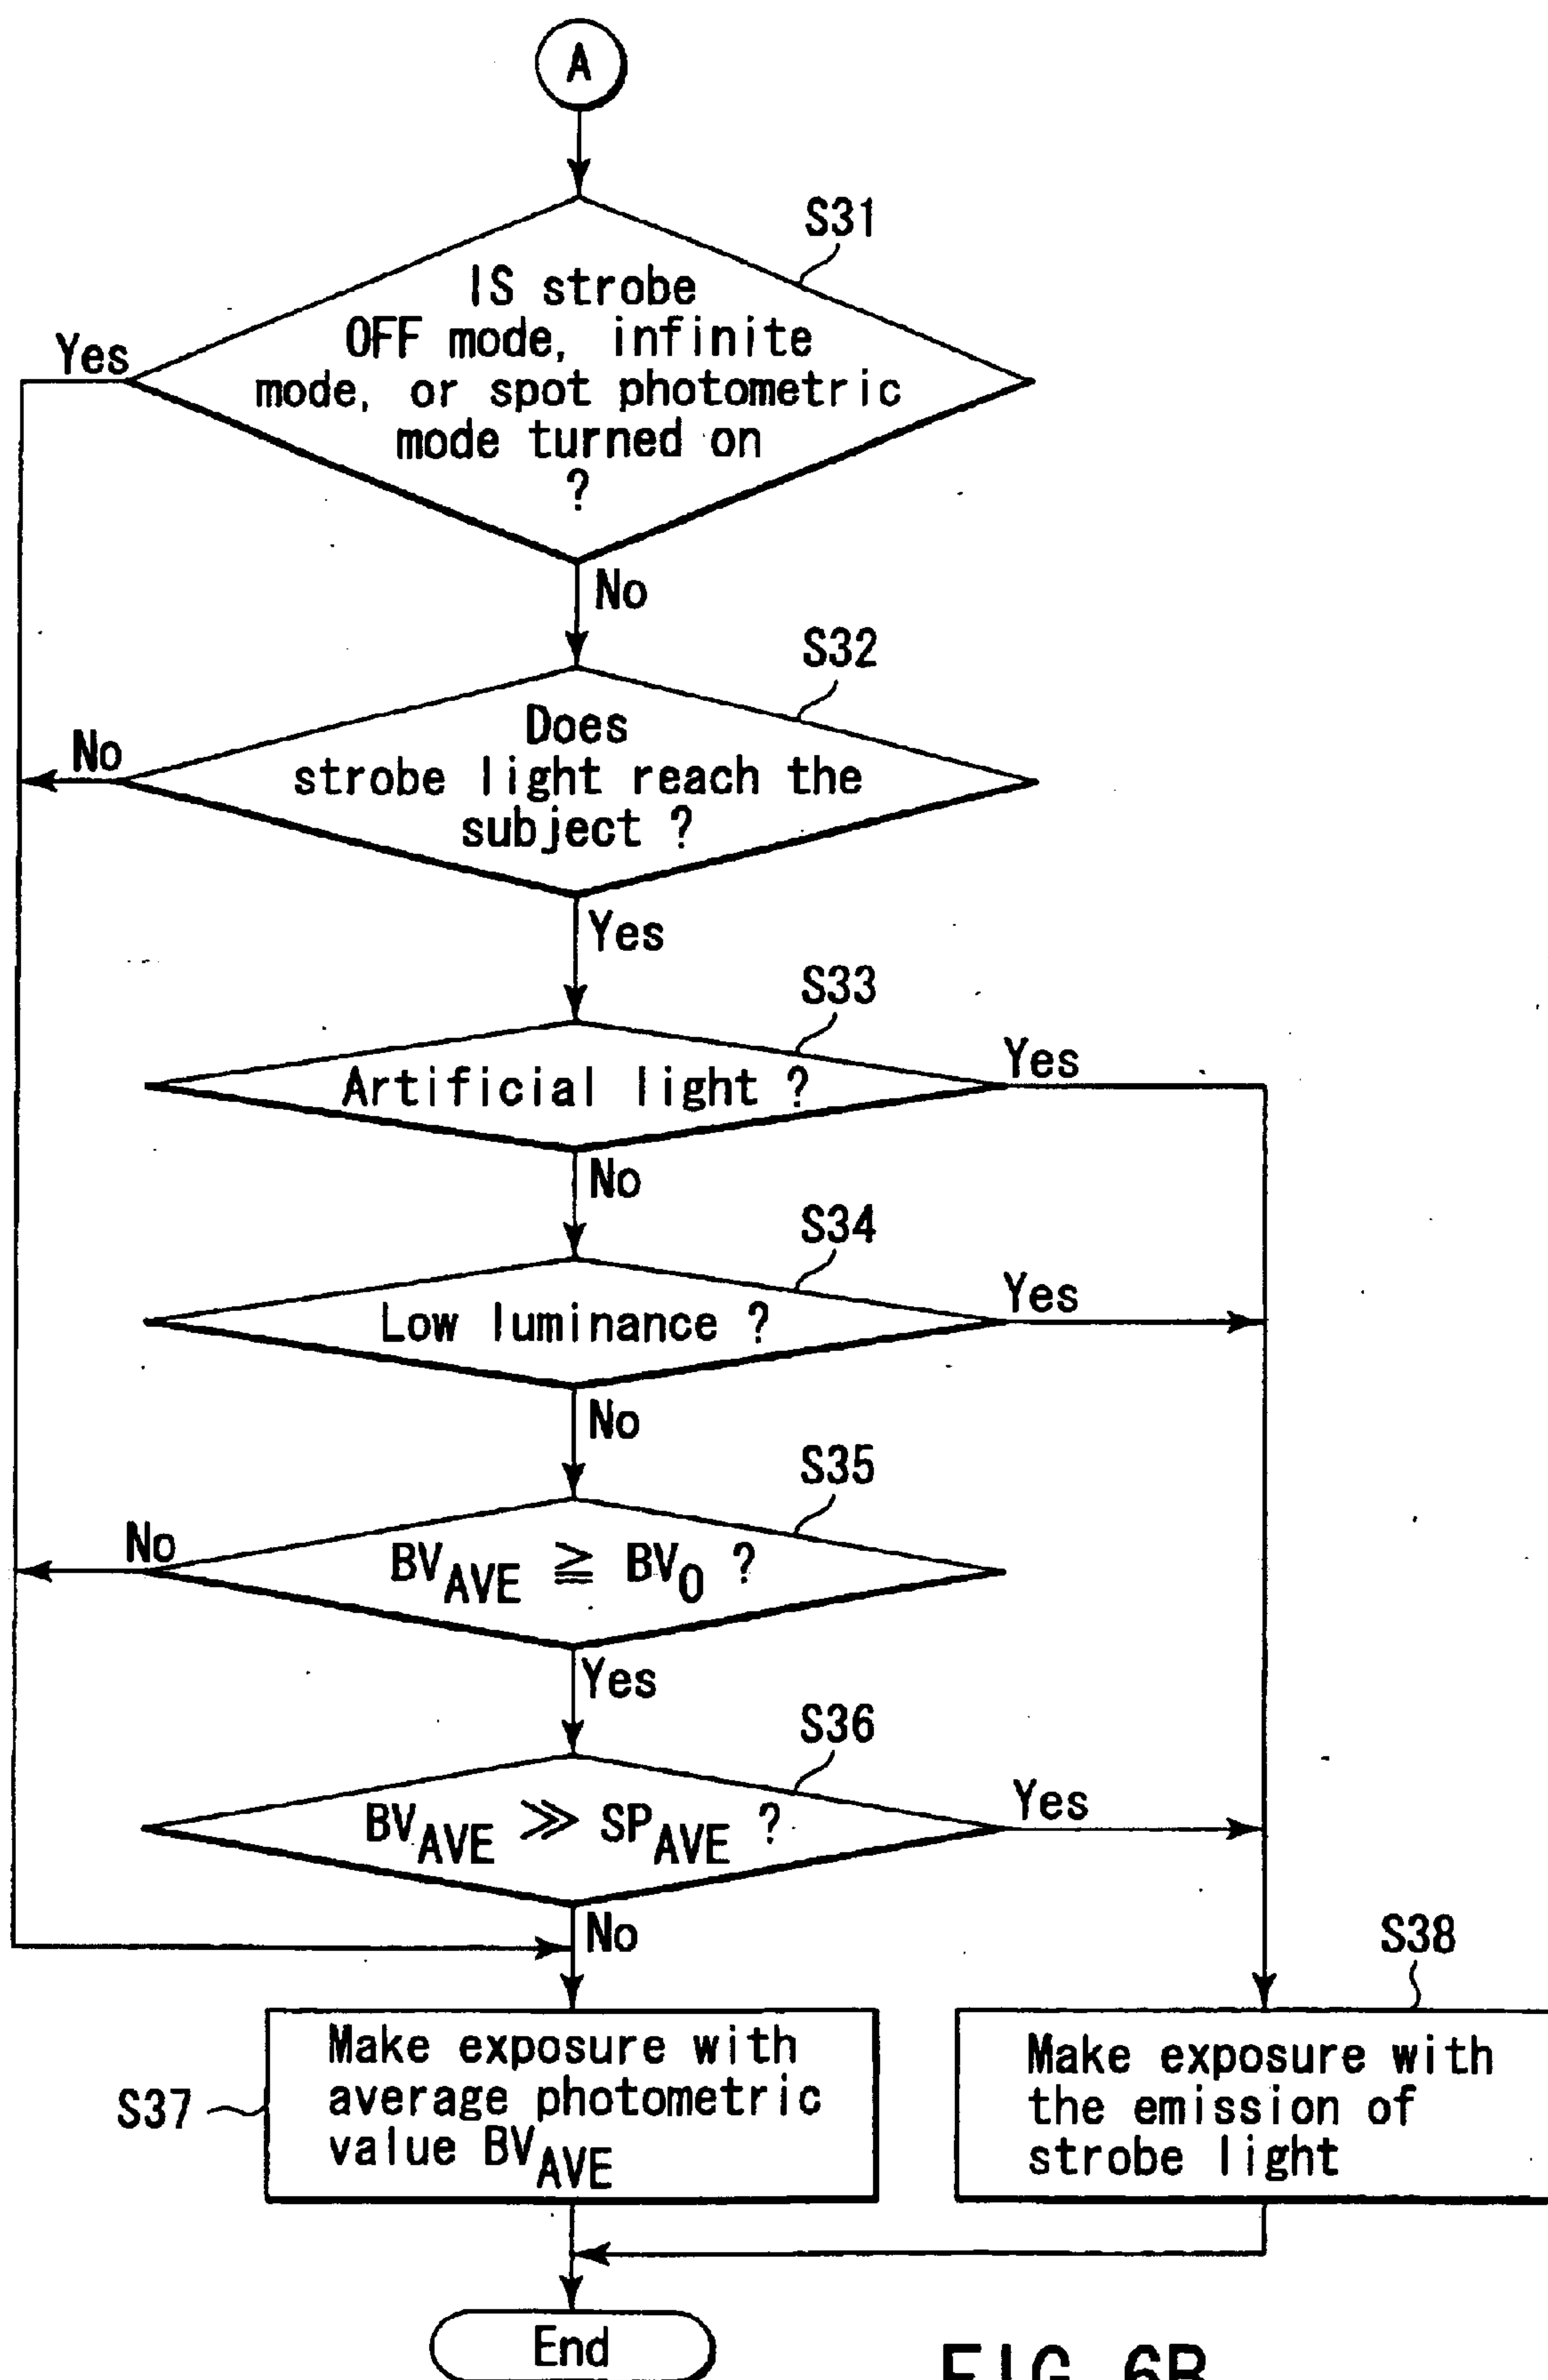 A
S31
IS strobe
OFF mode, infinite
mode, or spot photometric
mode turned on
?
Yes
No
S32
Does
strobe light reach the
subject ?
No
Yes
S33
Artificial light ?
Yes
No
S34
Low luminance ?
Yes
No
S35
BVAVE ≧ BV0 ?
No
Yes
S36
BVAVE ≫ SPAVE ?
Yes
No
S37
Make exposure with
average photometric
value BVAVE
S38
Make exposure with
the emission of
strobe light
End
FIG. 6B